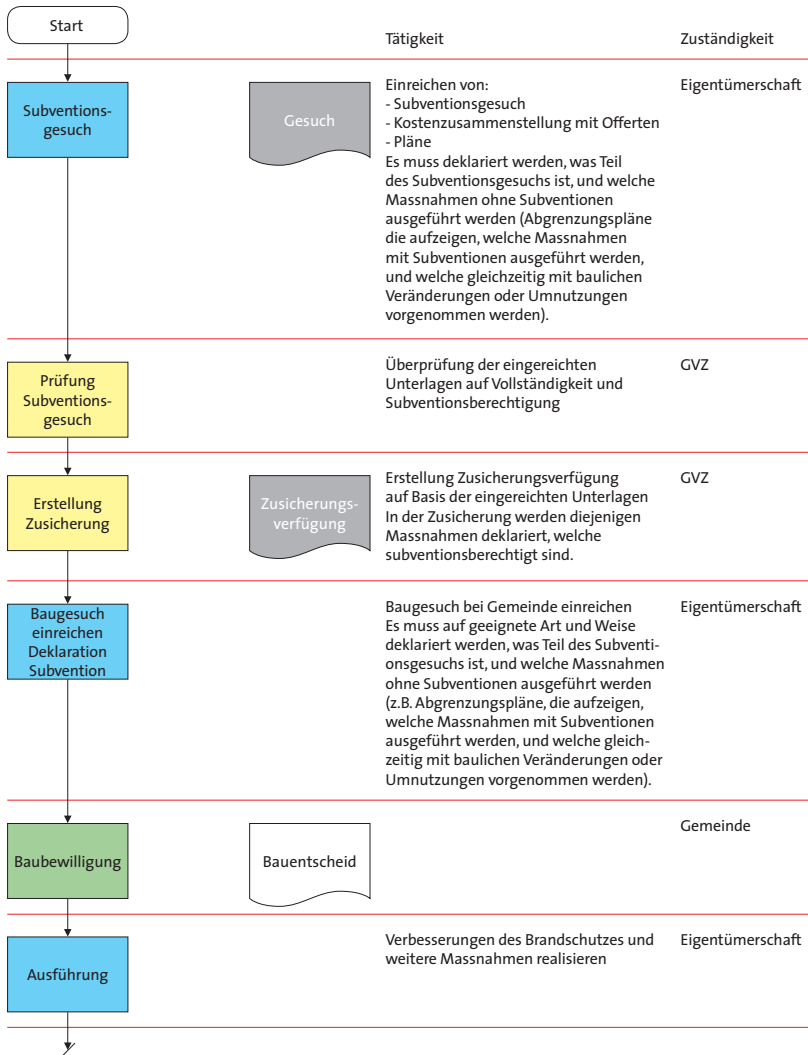 Start
Tätigkeit
Zuständigkeit
Subventions-
gesuch
Gesuch
Einreichen von:
- Subventionsgesuch
- Kostenzusammenstellung mit Offerten
- Pläne
Es muss deklariert werden, was Teil
des Subventionsgesuchs ist, und welche
Massnahmen ohne Subventionen
ausgeführt werden (Abgrenzungspläne
die aufzeigen, welche Massnahmen
mit Subventionen ausgeführt werden,
und welche gleichzeitig mit baulichen
Veränderungen oder Umnutzungen
vorgenommen werden).
Eigentümerschaft
Prüfung
Subventions-
gesuch
Überprüfung der eingereichten
Unterlagen auf Vollständigkeit und
Subventionsberechtigung
GVZ
Erstellung
Zusicherung
Zusicherungs-
verfügung
Erstellung Zusicherungsverfügung
auf Basis der eingereichten Unterlagen
In der Zusicherung werden diejenigen
Massnahmen deklariert, welche
subventionsberechtigt sind.
GVZ
Baugesuch
einreichen
Deklaration
Subvention
Baugesuch bei Gemeinde einreichen
Es muss auf geeignete Art und Weise
deklariert werden, was Teil des Subventi-
onsgesuchs ist, und welche Massnahmen
ohne Subventionen ausgeführt werden
(z.B. Abgrenzungspläne, die aufzeigen,
welche Massnahmen mit Subventionen
ausgeführt werden, und welche gleich-
zeitig mit baulichen Veränderungen oder
Umnutzungen vorgenommen werden).
Eigentümerschaft
Baubewilligung
Bauentscheid
Gemeinde
Ausführung
Verbesserungen des Brandschutzes und
weitere Massnahmen realisieren
Eigentümerschaft